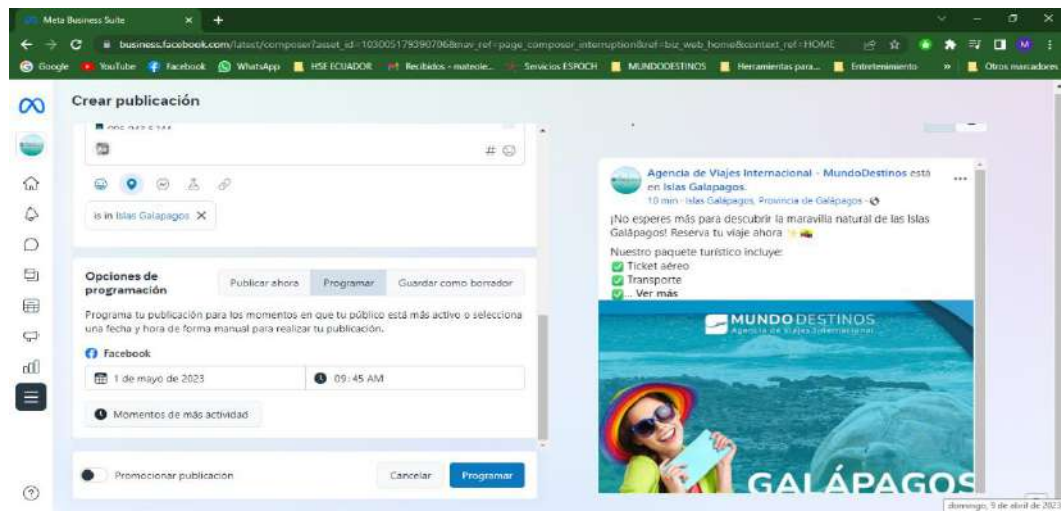 Meta Business Suite
business.facebook.com/latest/composer?asset_id=103005179390706&nav_ref=page_composer_interruption&ref=biz_web_home&context_ref=HOME
Google YouTube Facebook WhatsApp HSE ECUADOR Recibidos - mateole... Servicios ESPOCH MUNDODESTINOS Herramientas para... Entretenimiento » Otros marcadores
Crear publicación
#
is in Islas Galapagos X
Opciones de programación
Publicar ahora Programar Guardar como borrador
Programa tu publicación para los momentos en que tu público está más activo o selecciona
una fecha y hora de forma manual para realizar tu publicación.
Facebook
1 de mayo de 2023 09:45 AM
Momentos de más actividad
Promocionar publicación Cancelar Programar
Agencia de Viajes Internacional - MundoDestinos está
en Islas Galapagos.
10 min · Islas Galápagos, Provincia de Galápagos ·
¡No esperes más para descubrir la maravilla natural de las Islas
Galápagos! Reserva tu viaje ahora
Nuestro paquete turístico incluye:
✅ Ticket aéreo
✅ Transporte
✅... Ver más
MUNDODESTINOS
Agencia de Viajes Internacional
GALÁPAGOS
domingo, 9 de abril de 2023